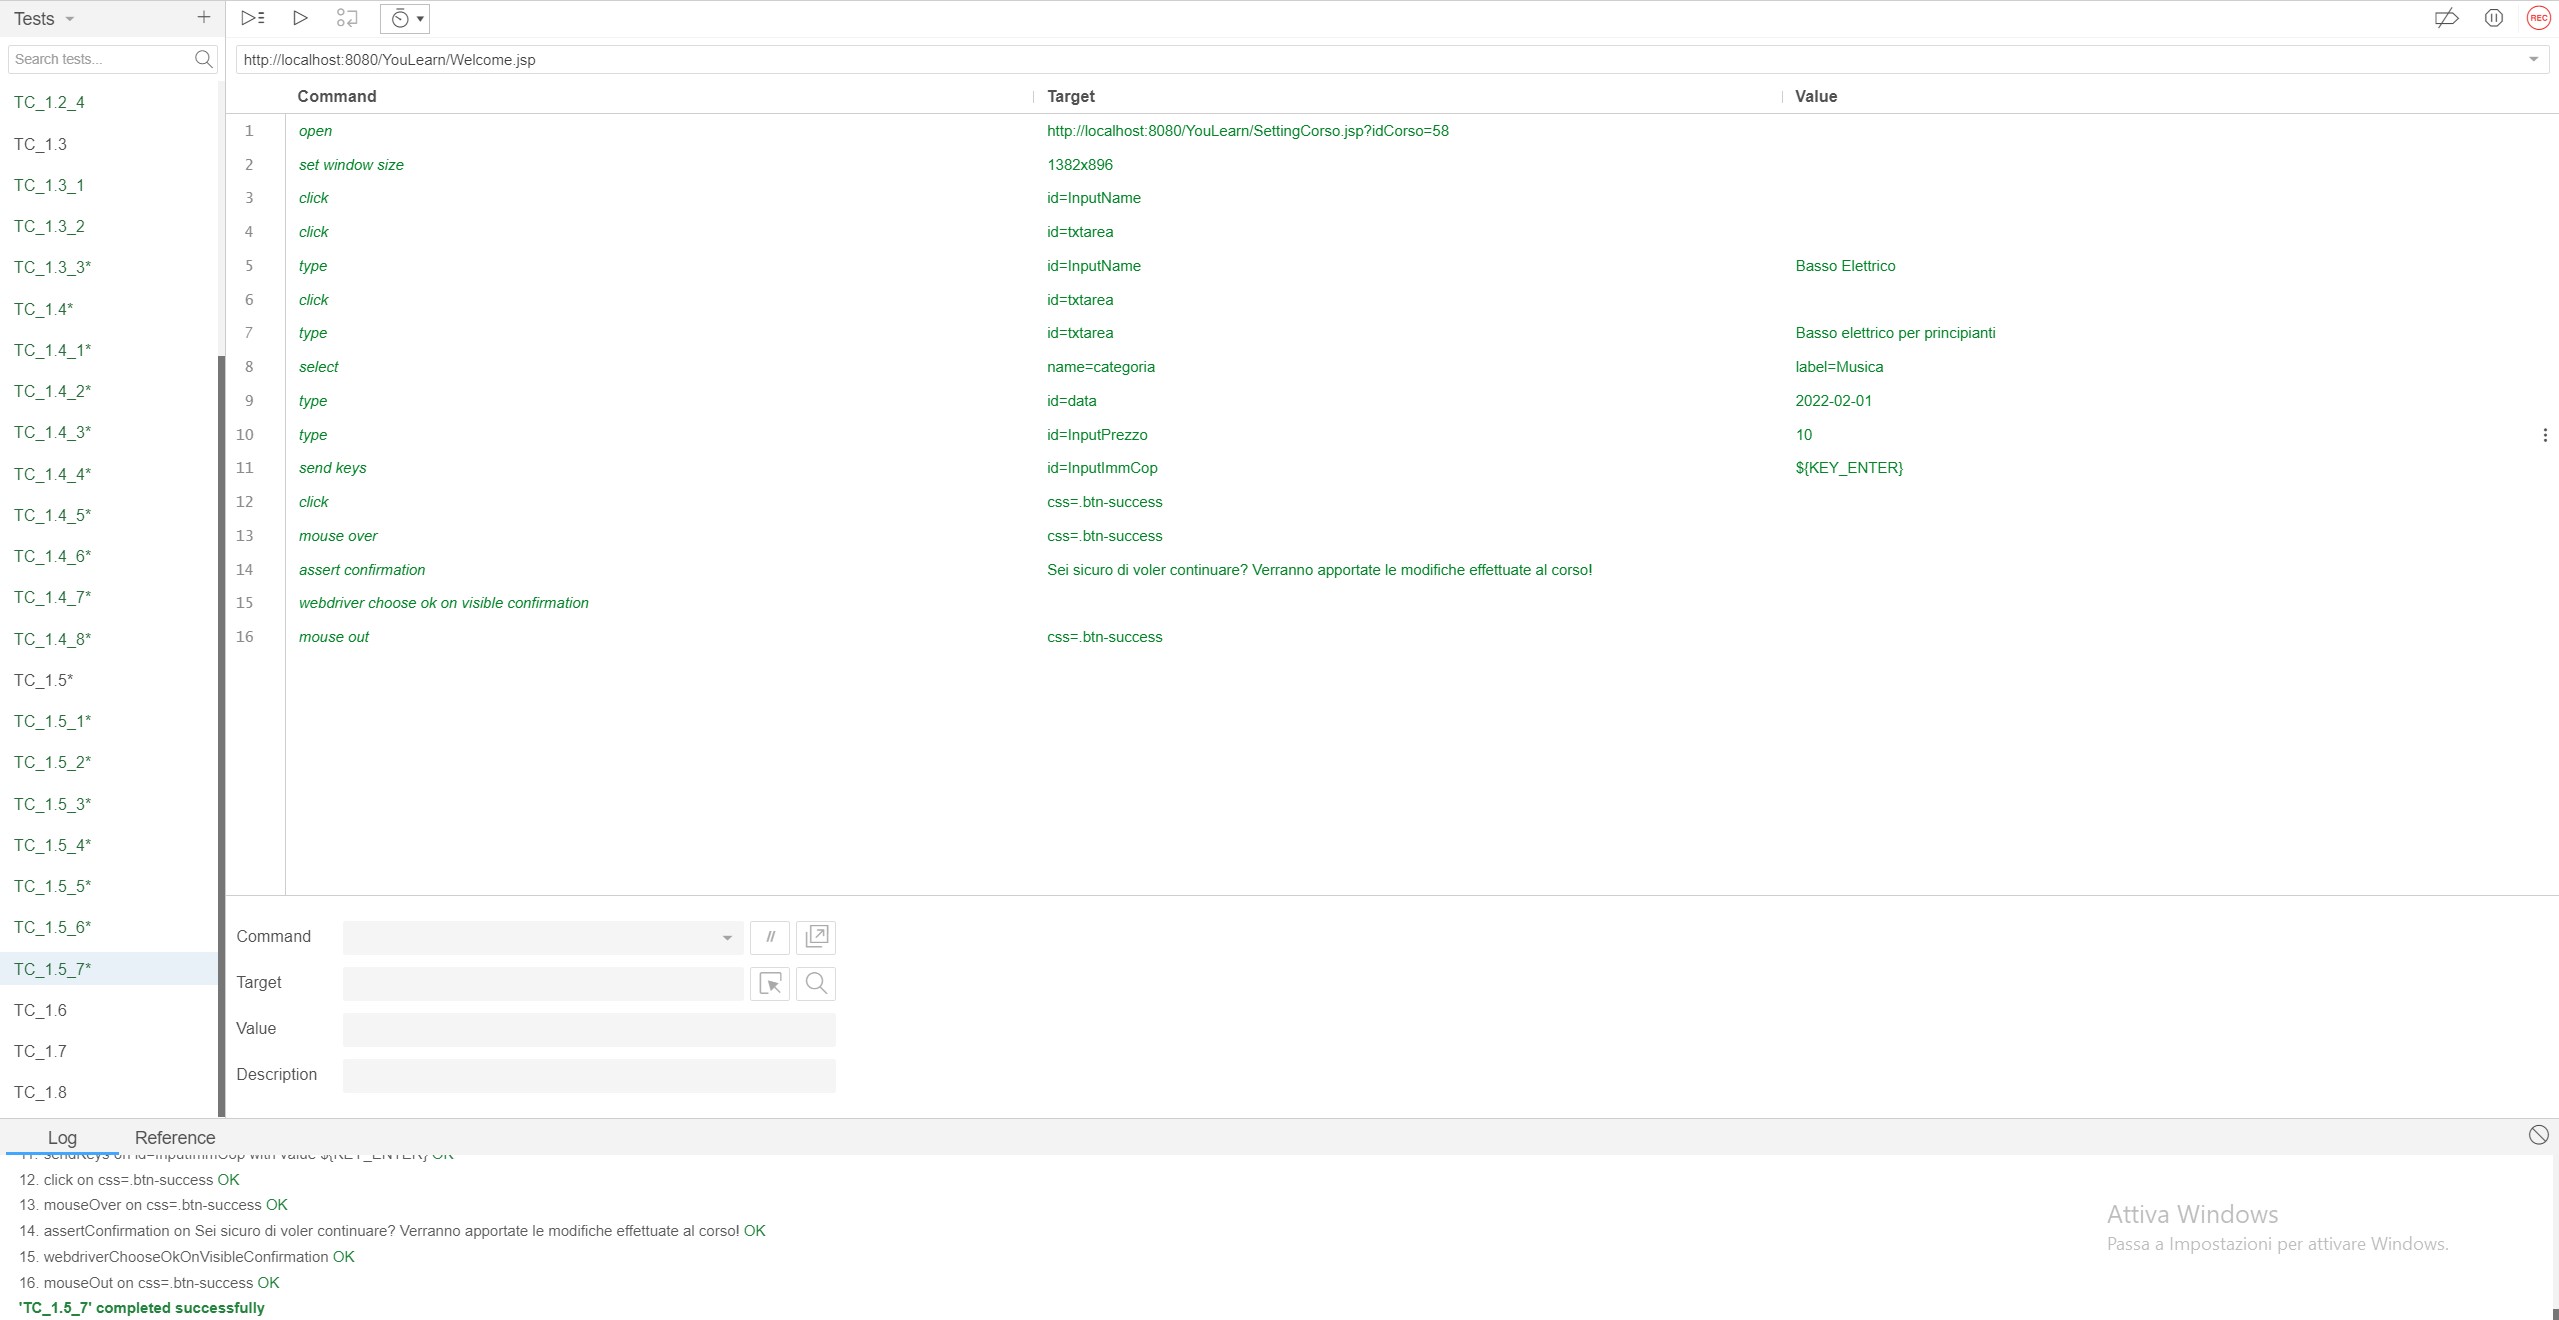 Tests
REC
Search tests...
http://localhost:8080/YouLearn/Welcome.jsp
Command Target Value
TC_1.2_4
TC_1.3
TC_1.3_1
TC_1.3_2
TC_1.3_3*
TC_1.4*
TC_1.4_1*
TC_1.4_2*
TC_1.4_3*
TC_1.4_4*
TC_1.4_5*
TC_1.4_6*
TC_1.4_7*
TC_1.4_8*
TC_1.5*
TC_1.5_1*
TC_1.5_2*
TC_1.5_3*
TC_1.5_4*
TC_1.5_5*
TC_1.5_6*
TC_1.5_7*
TC_1.6
TC_1.7
TC_1.8
1 open http://localhost:8080/YouLearn/SettingCorso.jsp?idCorso=58
2 set window size 1382x896
3 click id=InputName
4 click id=txtarea
5 type id=InputName Basso Elettrico
6 click id=txtarea
7 type id=txtarea Basso elettrico per principianti
8 select name=categoria label=Musica
9 type id=data 2022-02-01
10 type id=InputPrezzo 10
11 send keys id=InputImmCop ${KEY_ENTER}
12 click css=.btn-success
13 mouse over css=.btn-success
14 assert confirmation Sei sicuro di voler continuare? Verranno apportate le modifiche effettuate al corso!
15 webdriver choose ok on visible confirmation
16 mouse out css=.btn-success
Command //
Target
Value
Description
Log Reference
11. sendKeys on id=InputImmCop with value ${KEY_ENTER} OK
12. click on css=.btn-success OK
13. mouseOver on css=.btn-success OK
14. assertConfirmation on Sei sicuro di voler continuare? Verranno apportate le modifiche effettuate al corso! OK
15. webdriverChooseOkOnVisibleConfirmation OK
16. mouseOut on css=.btn-success OK
'TC_1.5_7' completed successfully
Attiva Windows
Passa a Impostazioni per attivare Windows.